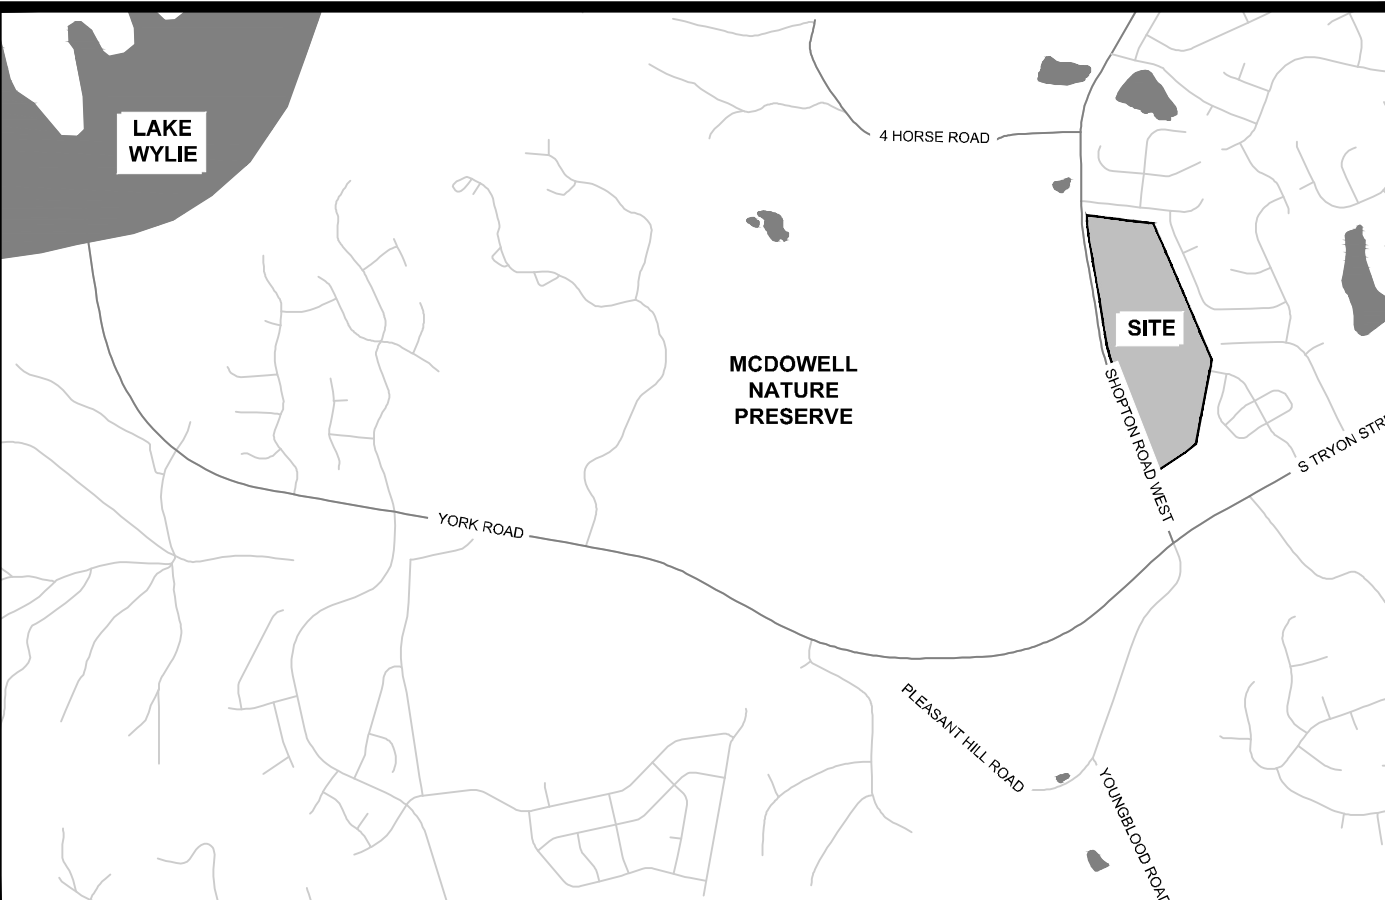 LAKE
WYLIE
4 HORSE ROAD
SITE
MCDOWELL
NATURE
PRESERVE
SHOPTON ROAD WEST
S TRYON STR
YORK ROAD
PLEASANT HILL ROAD
YOUNGBLOOD ROAD